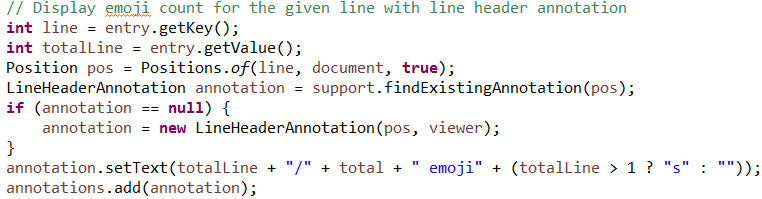 // Display emoji count for the given line with line header annotation
int line = entry.getKey();
int totalLine = entry.getValue();
Position pos = Positions.of(line, document, true);
LineHeaderAnnotation annotation = support.findExistingAnnotation(pos);
if (annotation == null) {
    annotation = new LineHeaderAnnotation(pos, viewer);
}
annotation.setText(totalLine + "/" + total + " emoji" + (totalLine > 1 ? "s" : ""));
annotations.add(annotation);